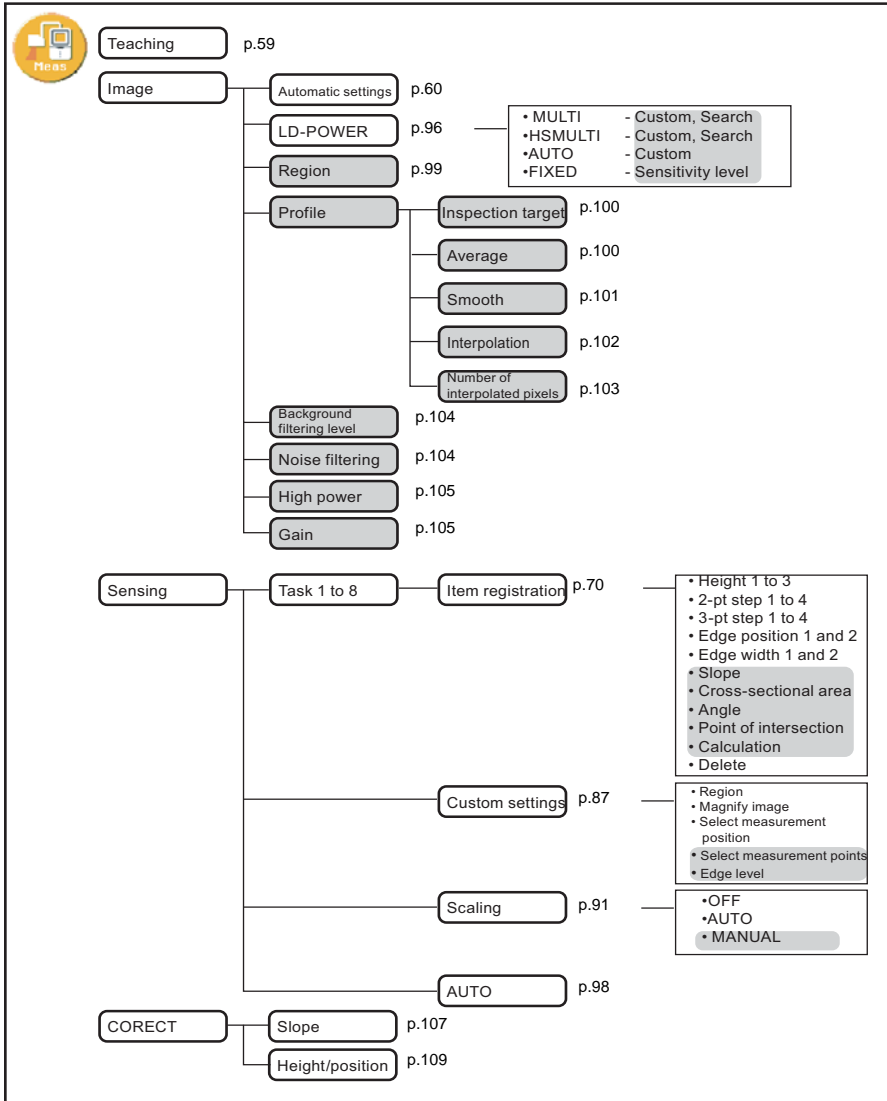 Meas
Teaching p.59
Image
Automatic settings p.60
LD-POWER p.96
• MULTI - Custom, Search
•HSMULTI - Custom, Search
•AUTO - Custom
•FIXED - Sensitivity level
Region p.99
Profile
Inspection target p.100
Average p.100
Smooth p.101
Interpolation p.102
Number of
interpolated pixels p.103
Background
filtering level p.104
Noise filtering p.104
High power p.105
Gain p.105
Sensing
Task 1 to 8
Item registration p.70
• Height 1 to 3
• 2-pt step 1 to 4
• 3-pt step 1 to 4
• Edge position 1 and 2
• Edge width 1 and 2
• Slope
• Cross-sectional area
• Angle
• Point of intersection
• Calculation
• Delete
Custom settings p.87
• Region
• Magnify image
• Select measurement
position
• Select measurement points
• Edge level
Scaling p.91
•OFF
•AUTO
• MANUAL
AUTO p.98
CORECT
Slope p.107
Height/position p.109